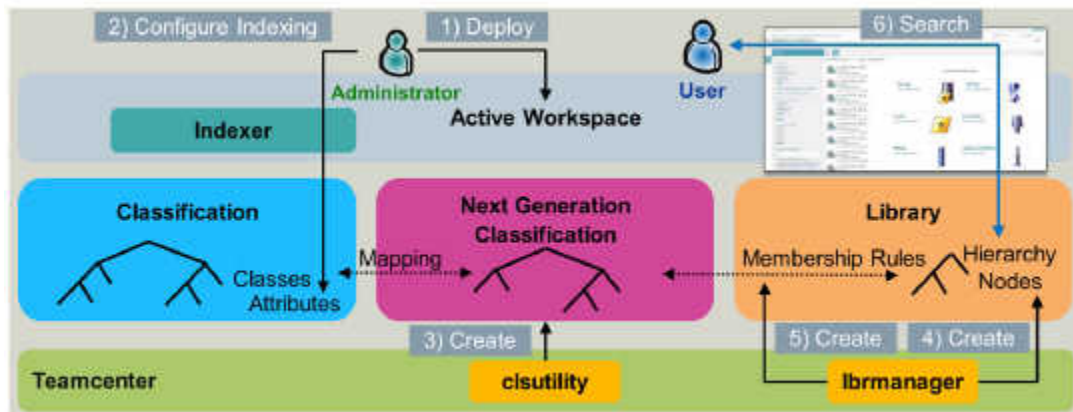 2) Configure Indexing
1) Deploy
6) Search
Administrator
User
Active Workspace
Indexer
Classification
Next Generation
Classification
Library
Mapping
Membership Rules
Hierarchy
Nodes
Classes
Attributes
3) Create
5) Create
4) Create
Teamcenter
clsutility
lbrmanager